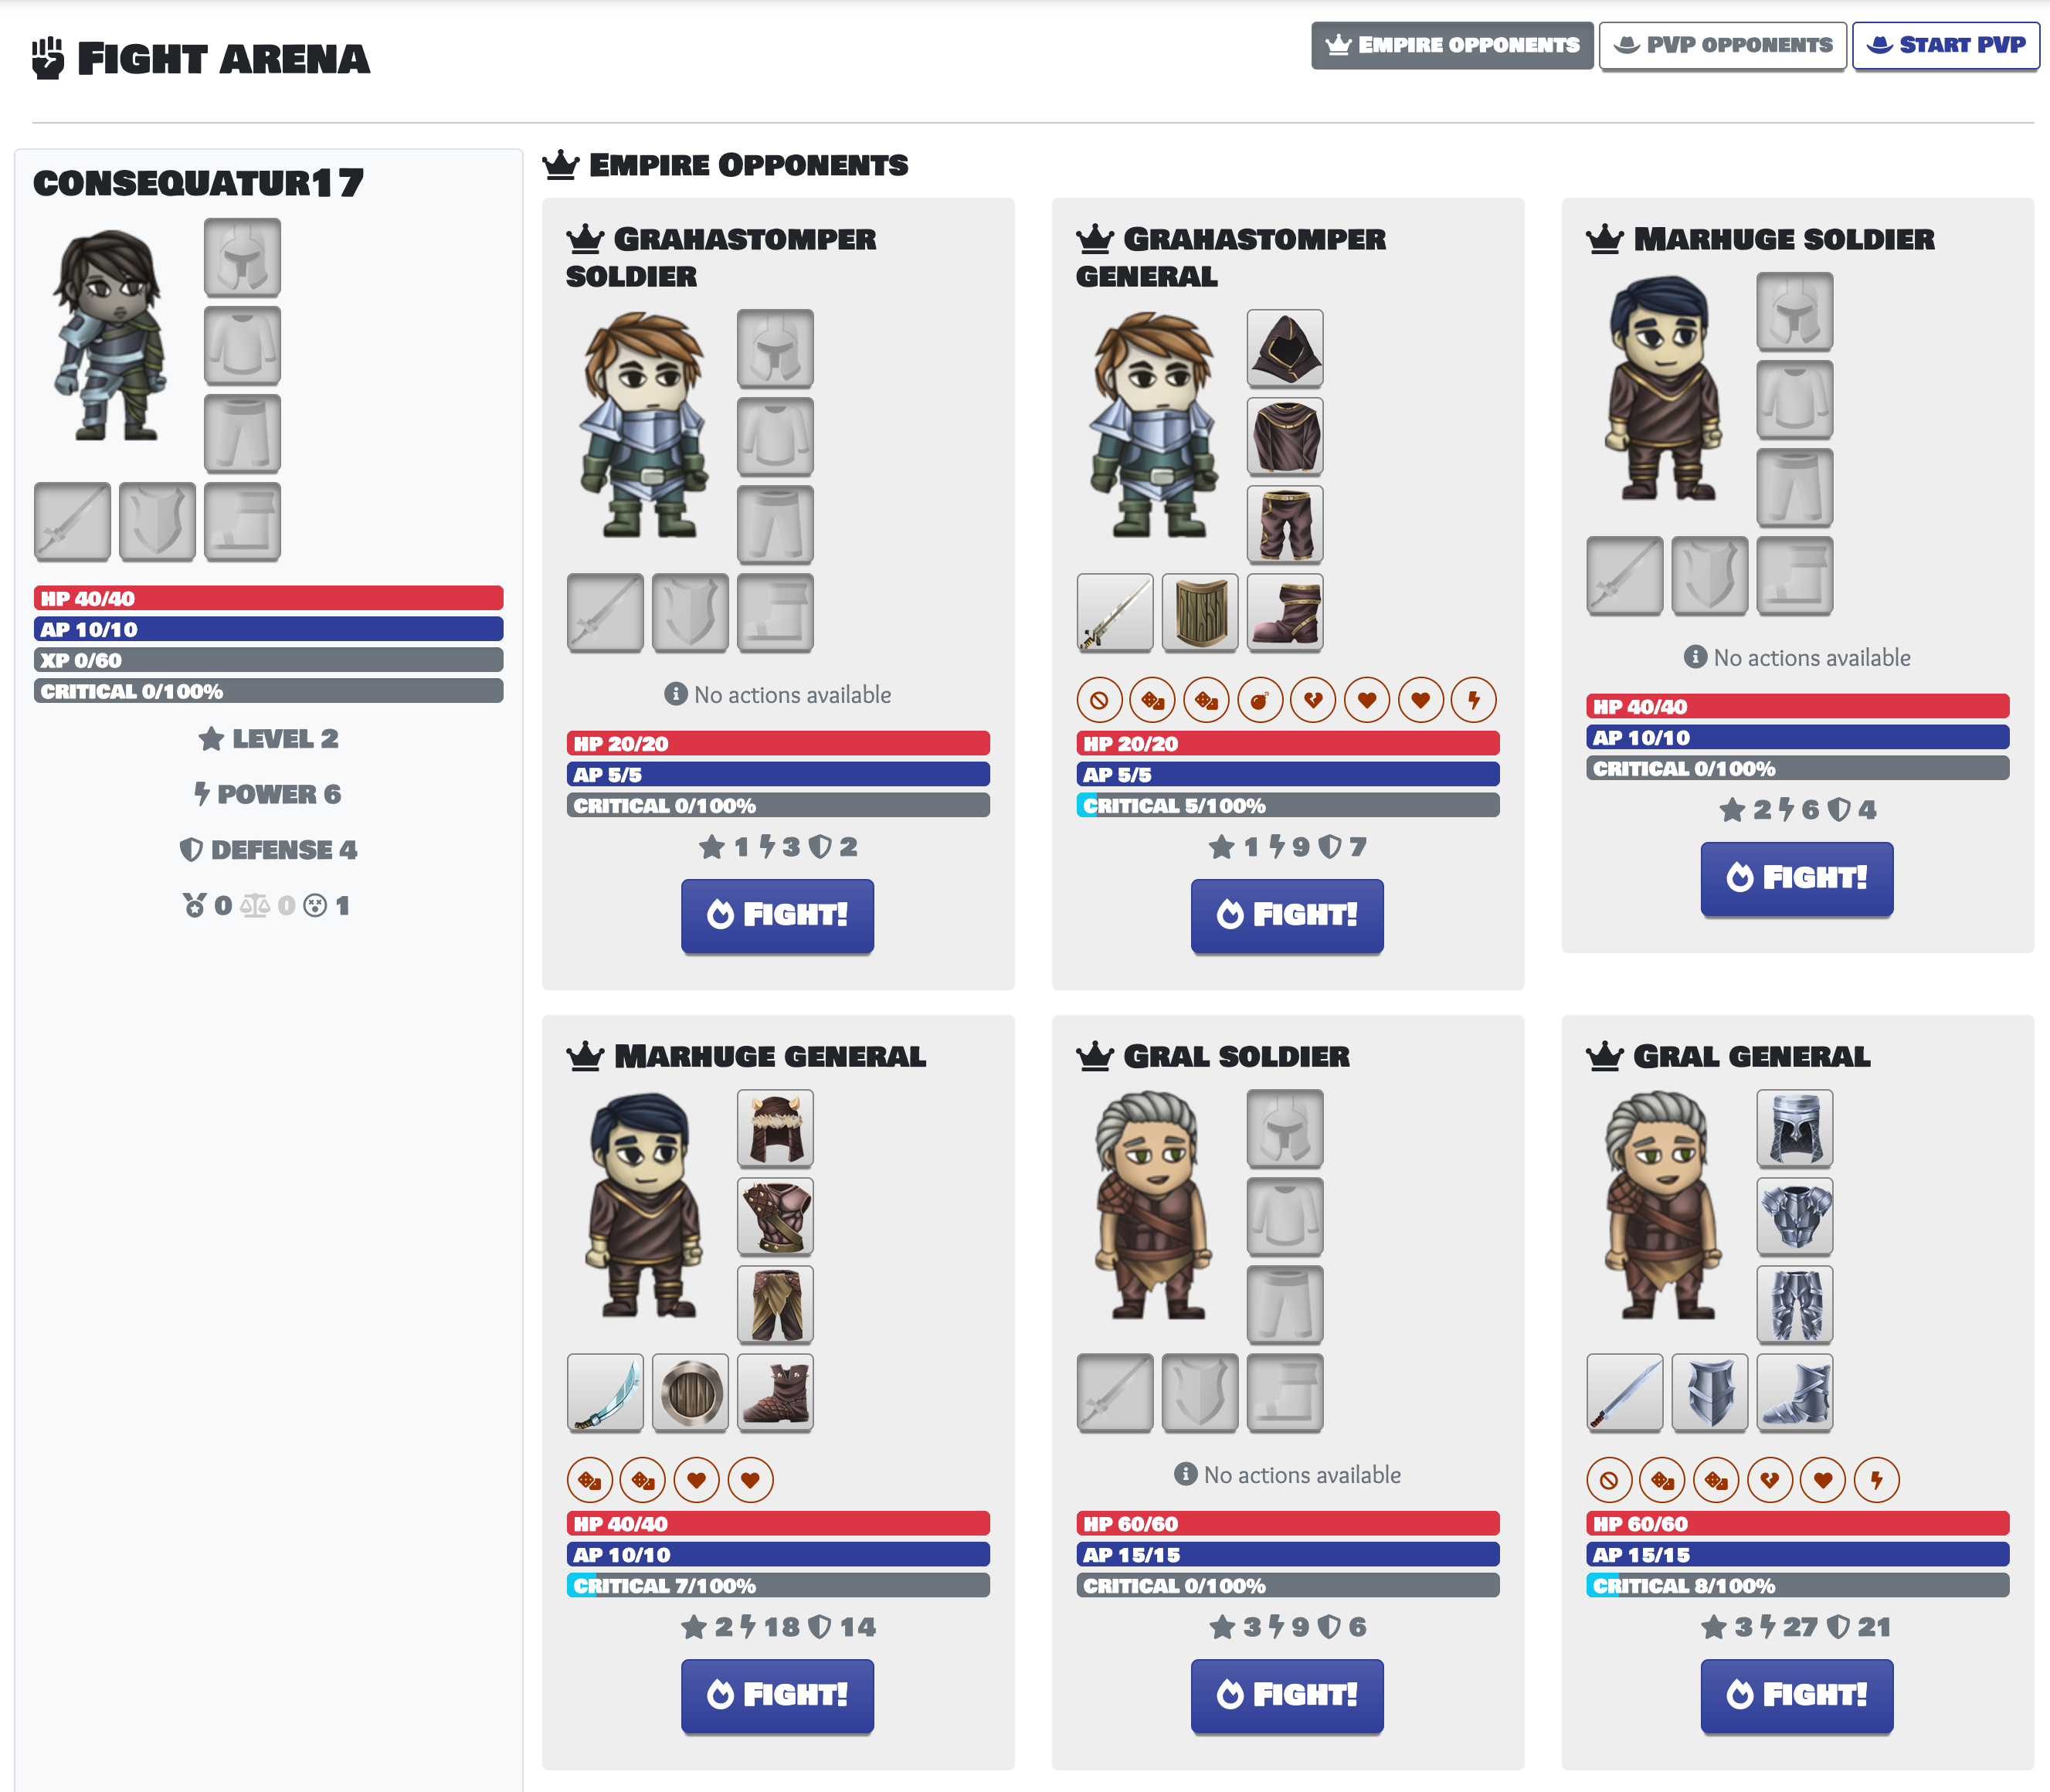 Fight arena
Empire opponents
PVP opponents
Start PVP
consequatur17
HP 40/40
AP 10/10
XP 0/60
Critical 0/100%
Level 2
Power 6
Defense 4
0 0 1
Empire Opponents
Grahastomper
soldier
No actions available
HP 20/20
AP 5/5
Critical 0/100%
1 3 2
Fight!
Grahastomper
general
HP 20/20
AP 5/5
Critical 5/100%
1 9 7
Fight!
Marhuge soldier
No actions available
HP 40/40
AP 10/10
Critical 0/100%
2 6 4
Fight!
Marhuge general
HP 40/40
AP 10/10
Critical 7/100%
2 18 14
Fight!
Gral soldier
No actions available
HP 60/60
AP 15/15
Critical 0/100%
3 9 6
Fight!
Gral general
HP 60/60
AP 15/15
Critical 8/100%
3 27 21
Fight!